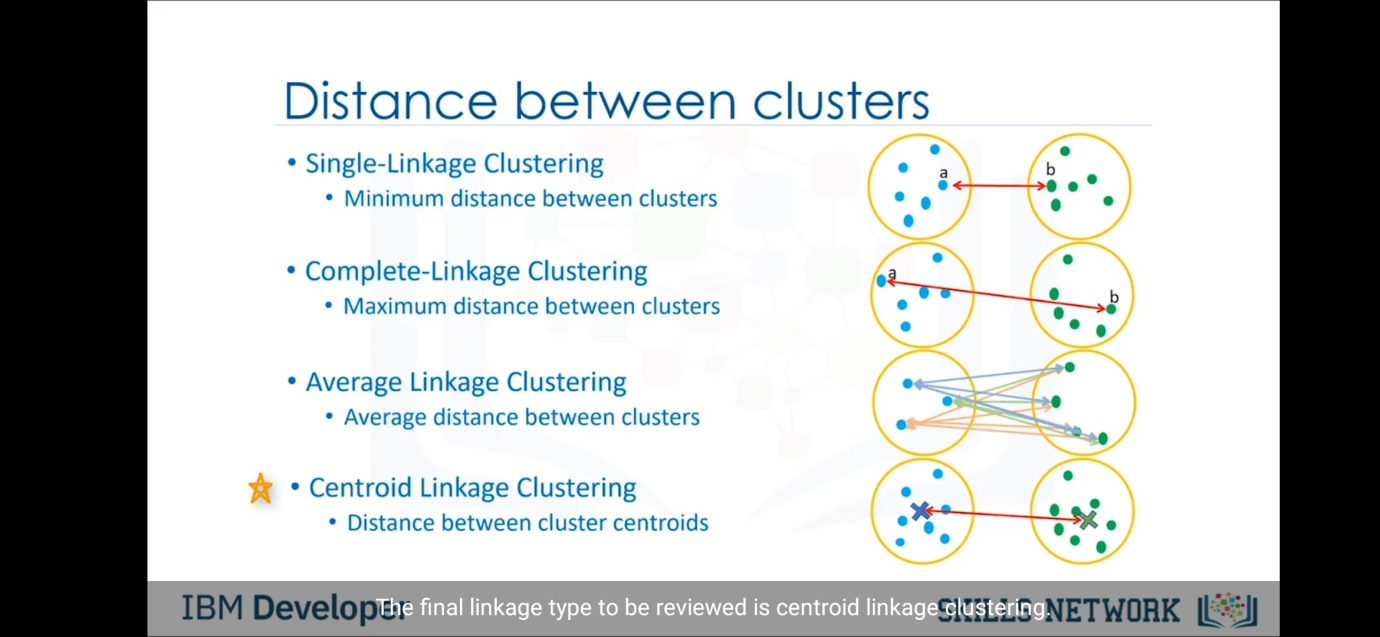 Distance between clusters
• Single-Linkage Clustering
• Minimum distance between clusters
a
b
• Complete-Linkage Clustering
• Maximum distance between clusters
a
b
• Average Linkage Clustering
• Average distance between clusters
• Centroid Linkage Clustering
• Distance between cluster centroids
IBM Developer
SKILLS NETWORK
The final linkage type to be reviewed is centroid linkage clustering.